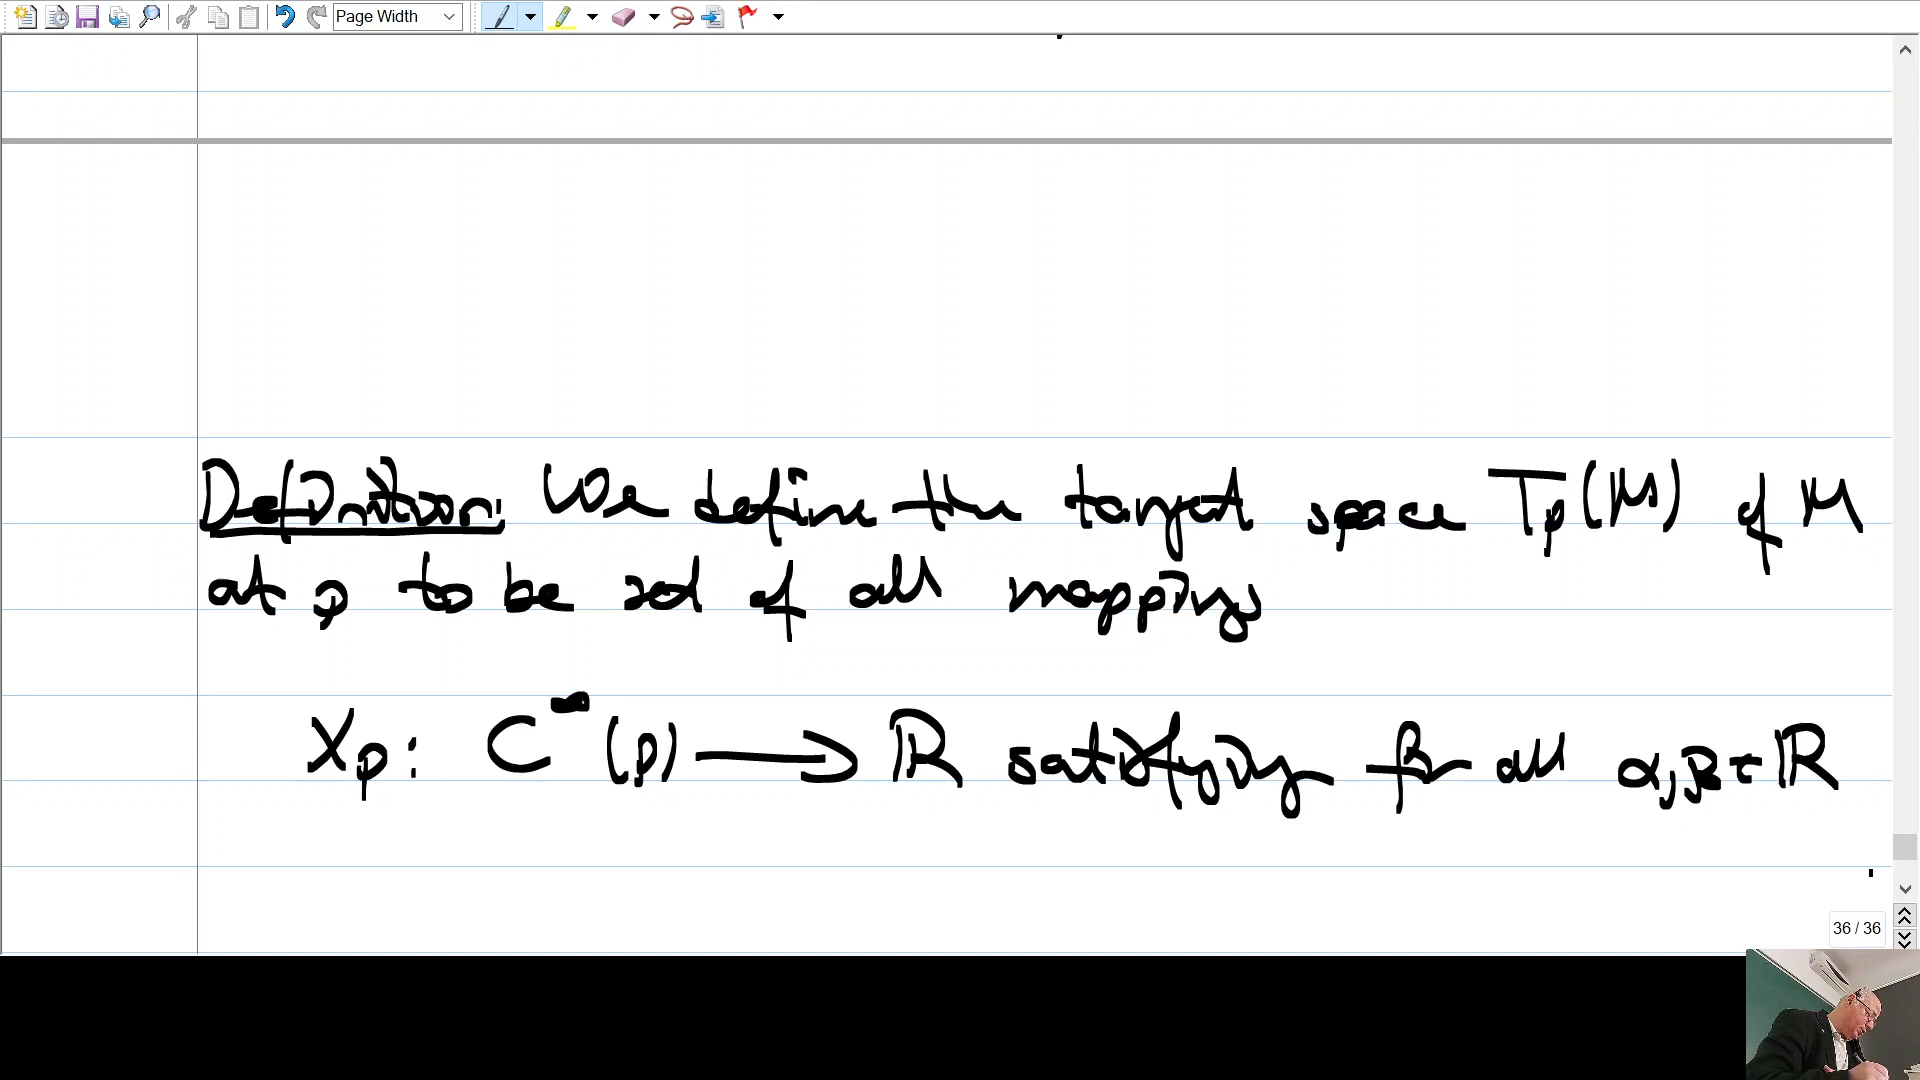 Page Width
Definition: We define the tangent space Tp(M) of M
at p to be set of all mappings
Xp: C^∞(p) ⟶ ℝ satisfying for all α,β ∈ ℝ
36 / 36